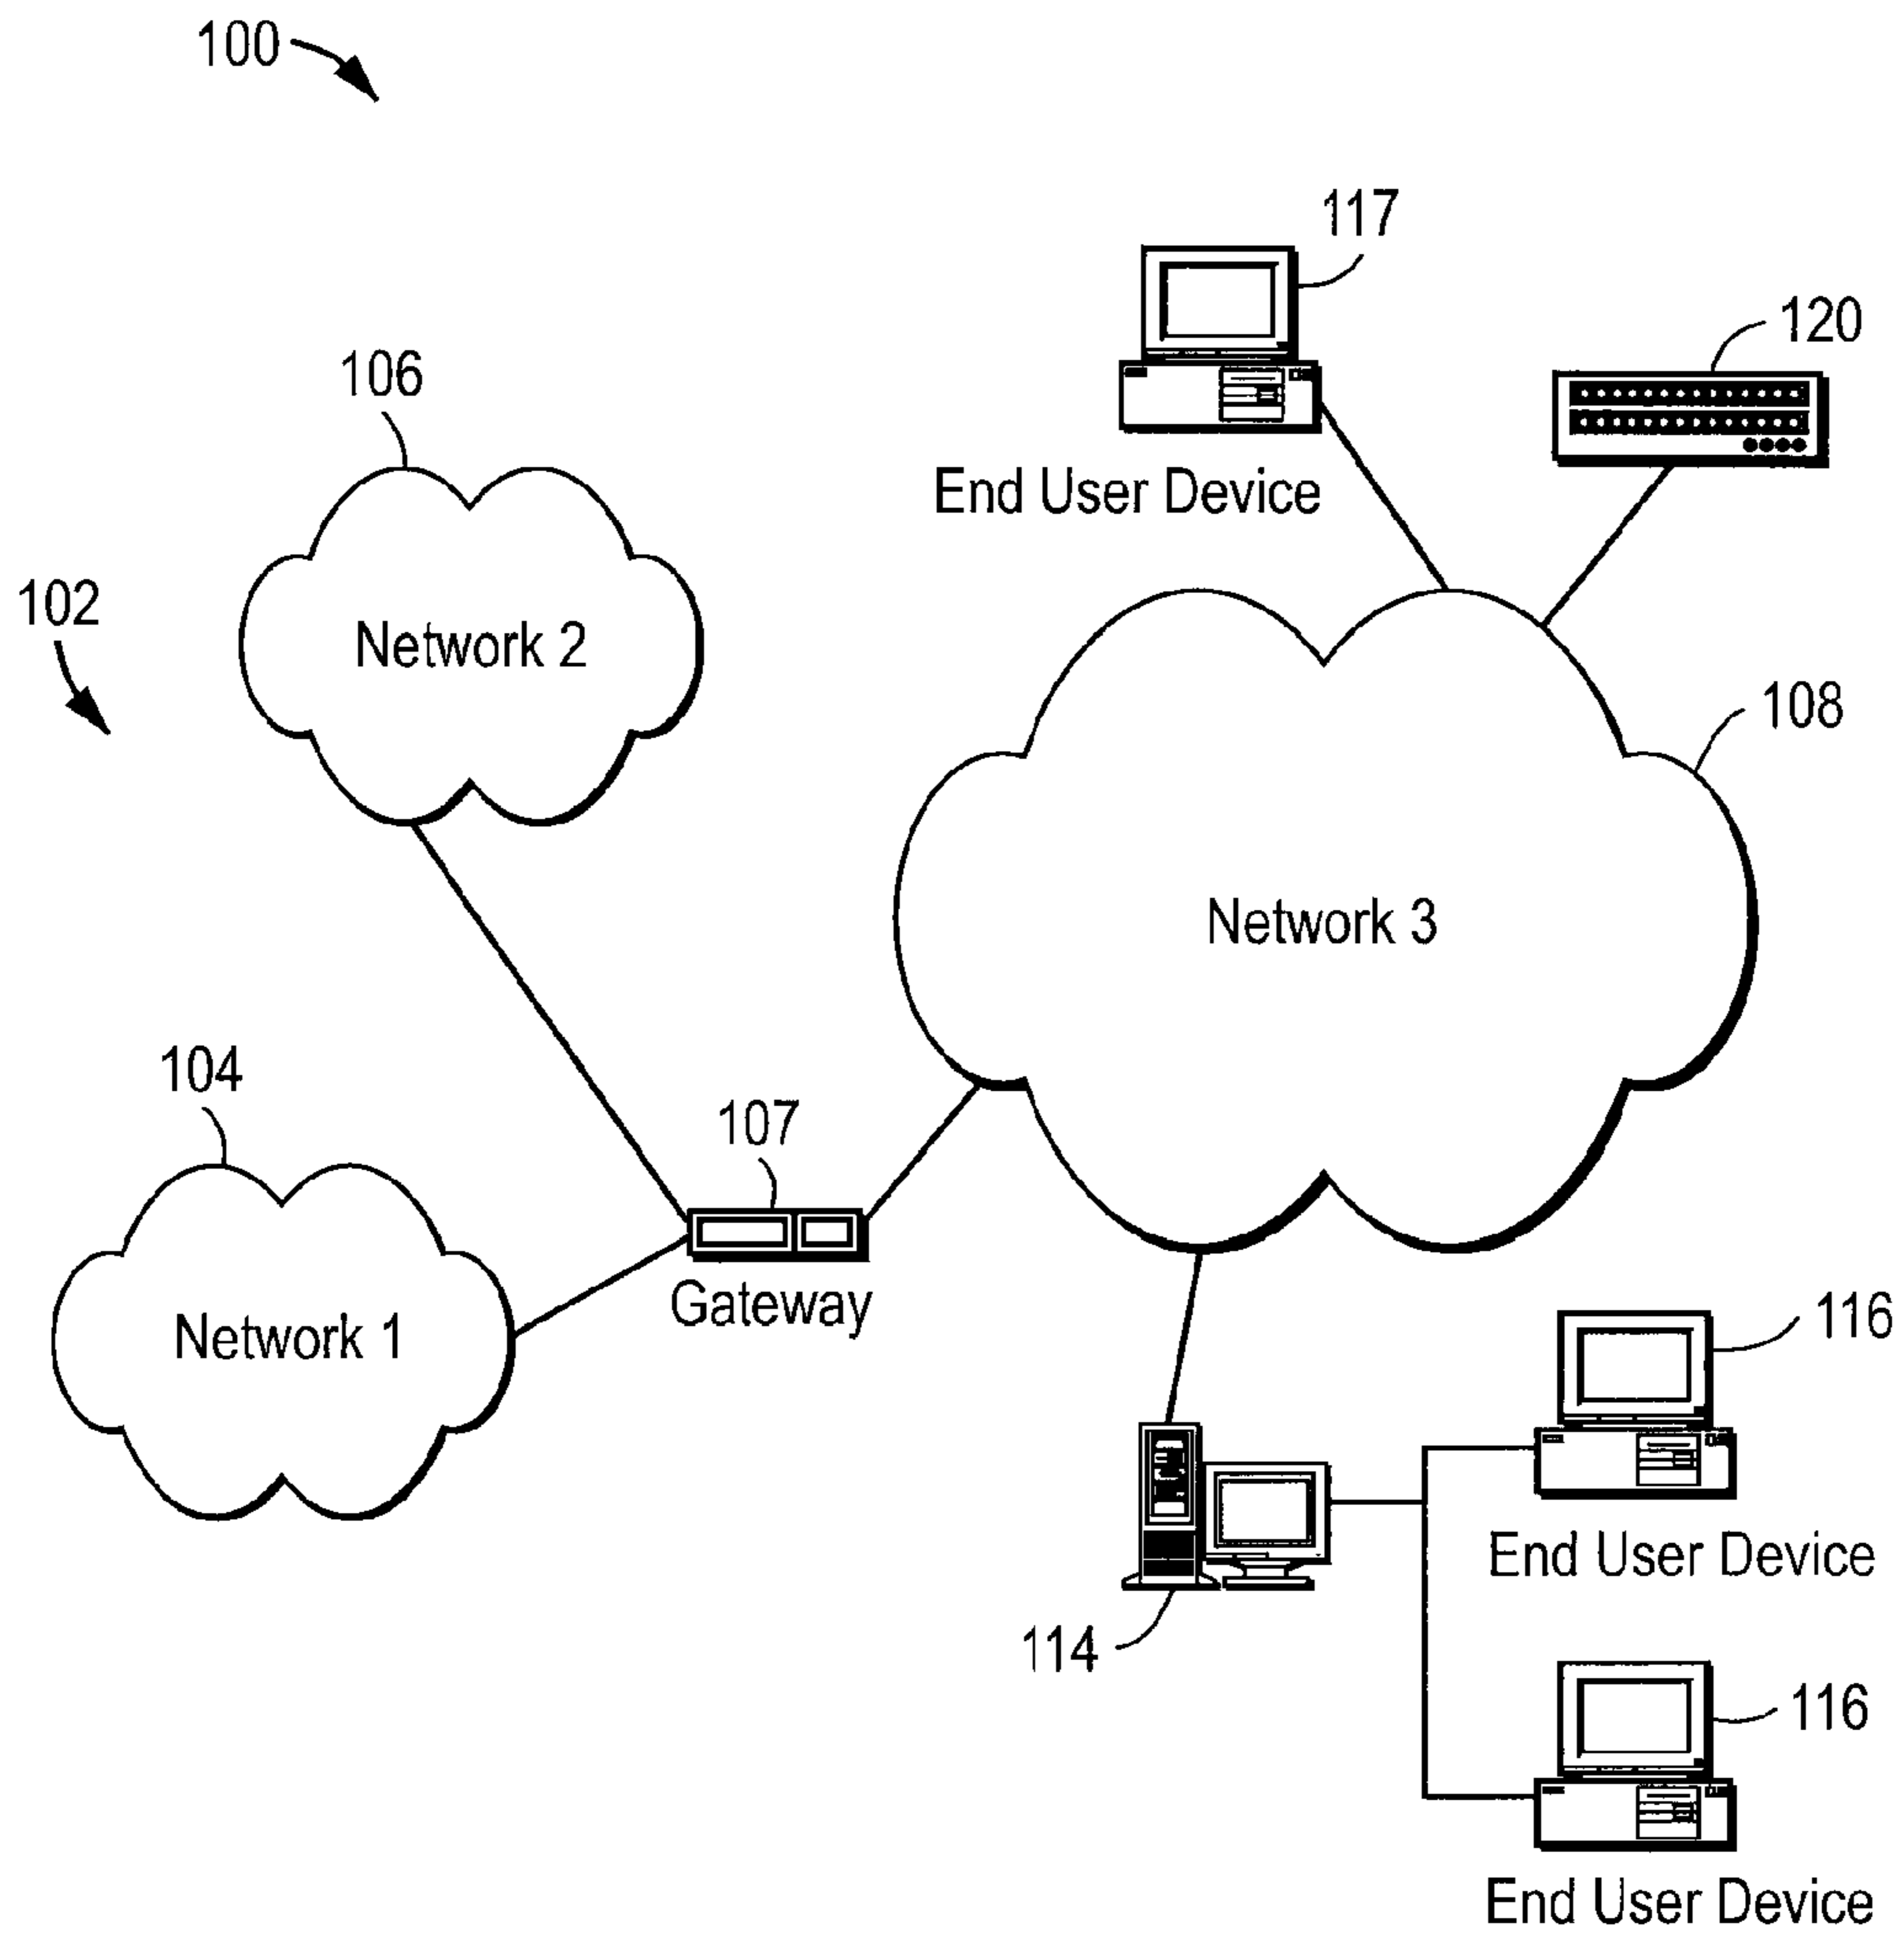 100
117
120
106
End User Device
102
Network 2
108
Network 3
104
107
Gateway
Network 1
116
End User Device
114
116
End User Device